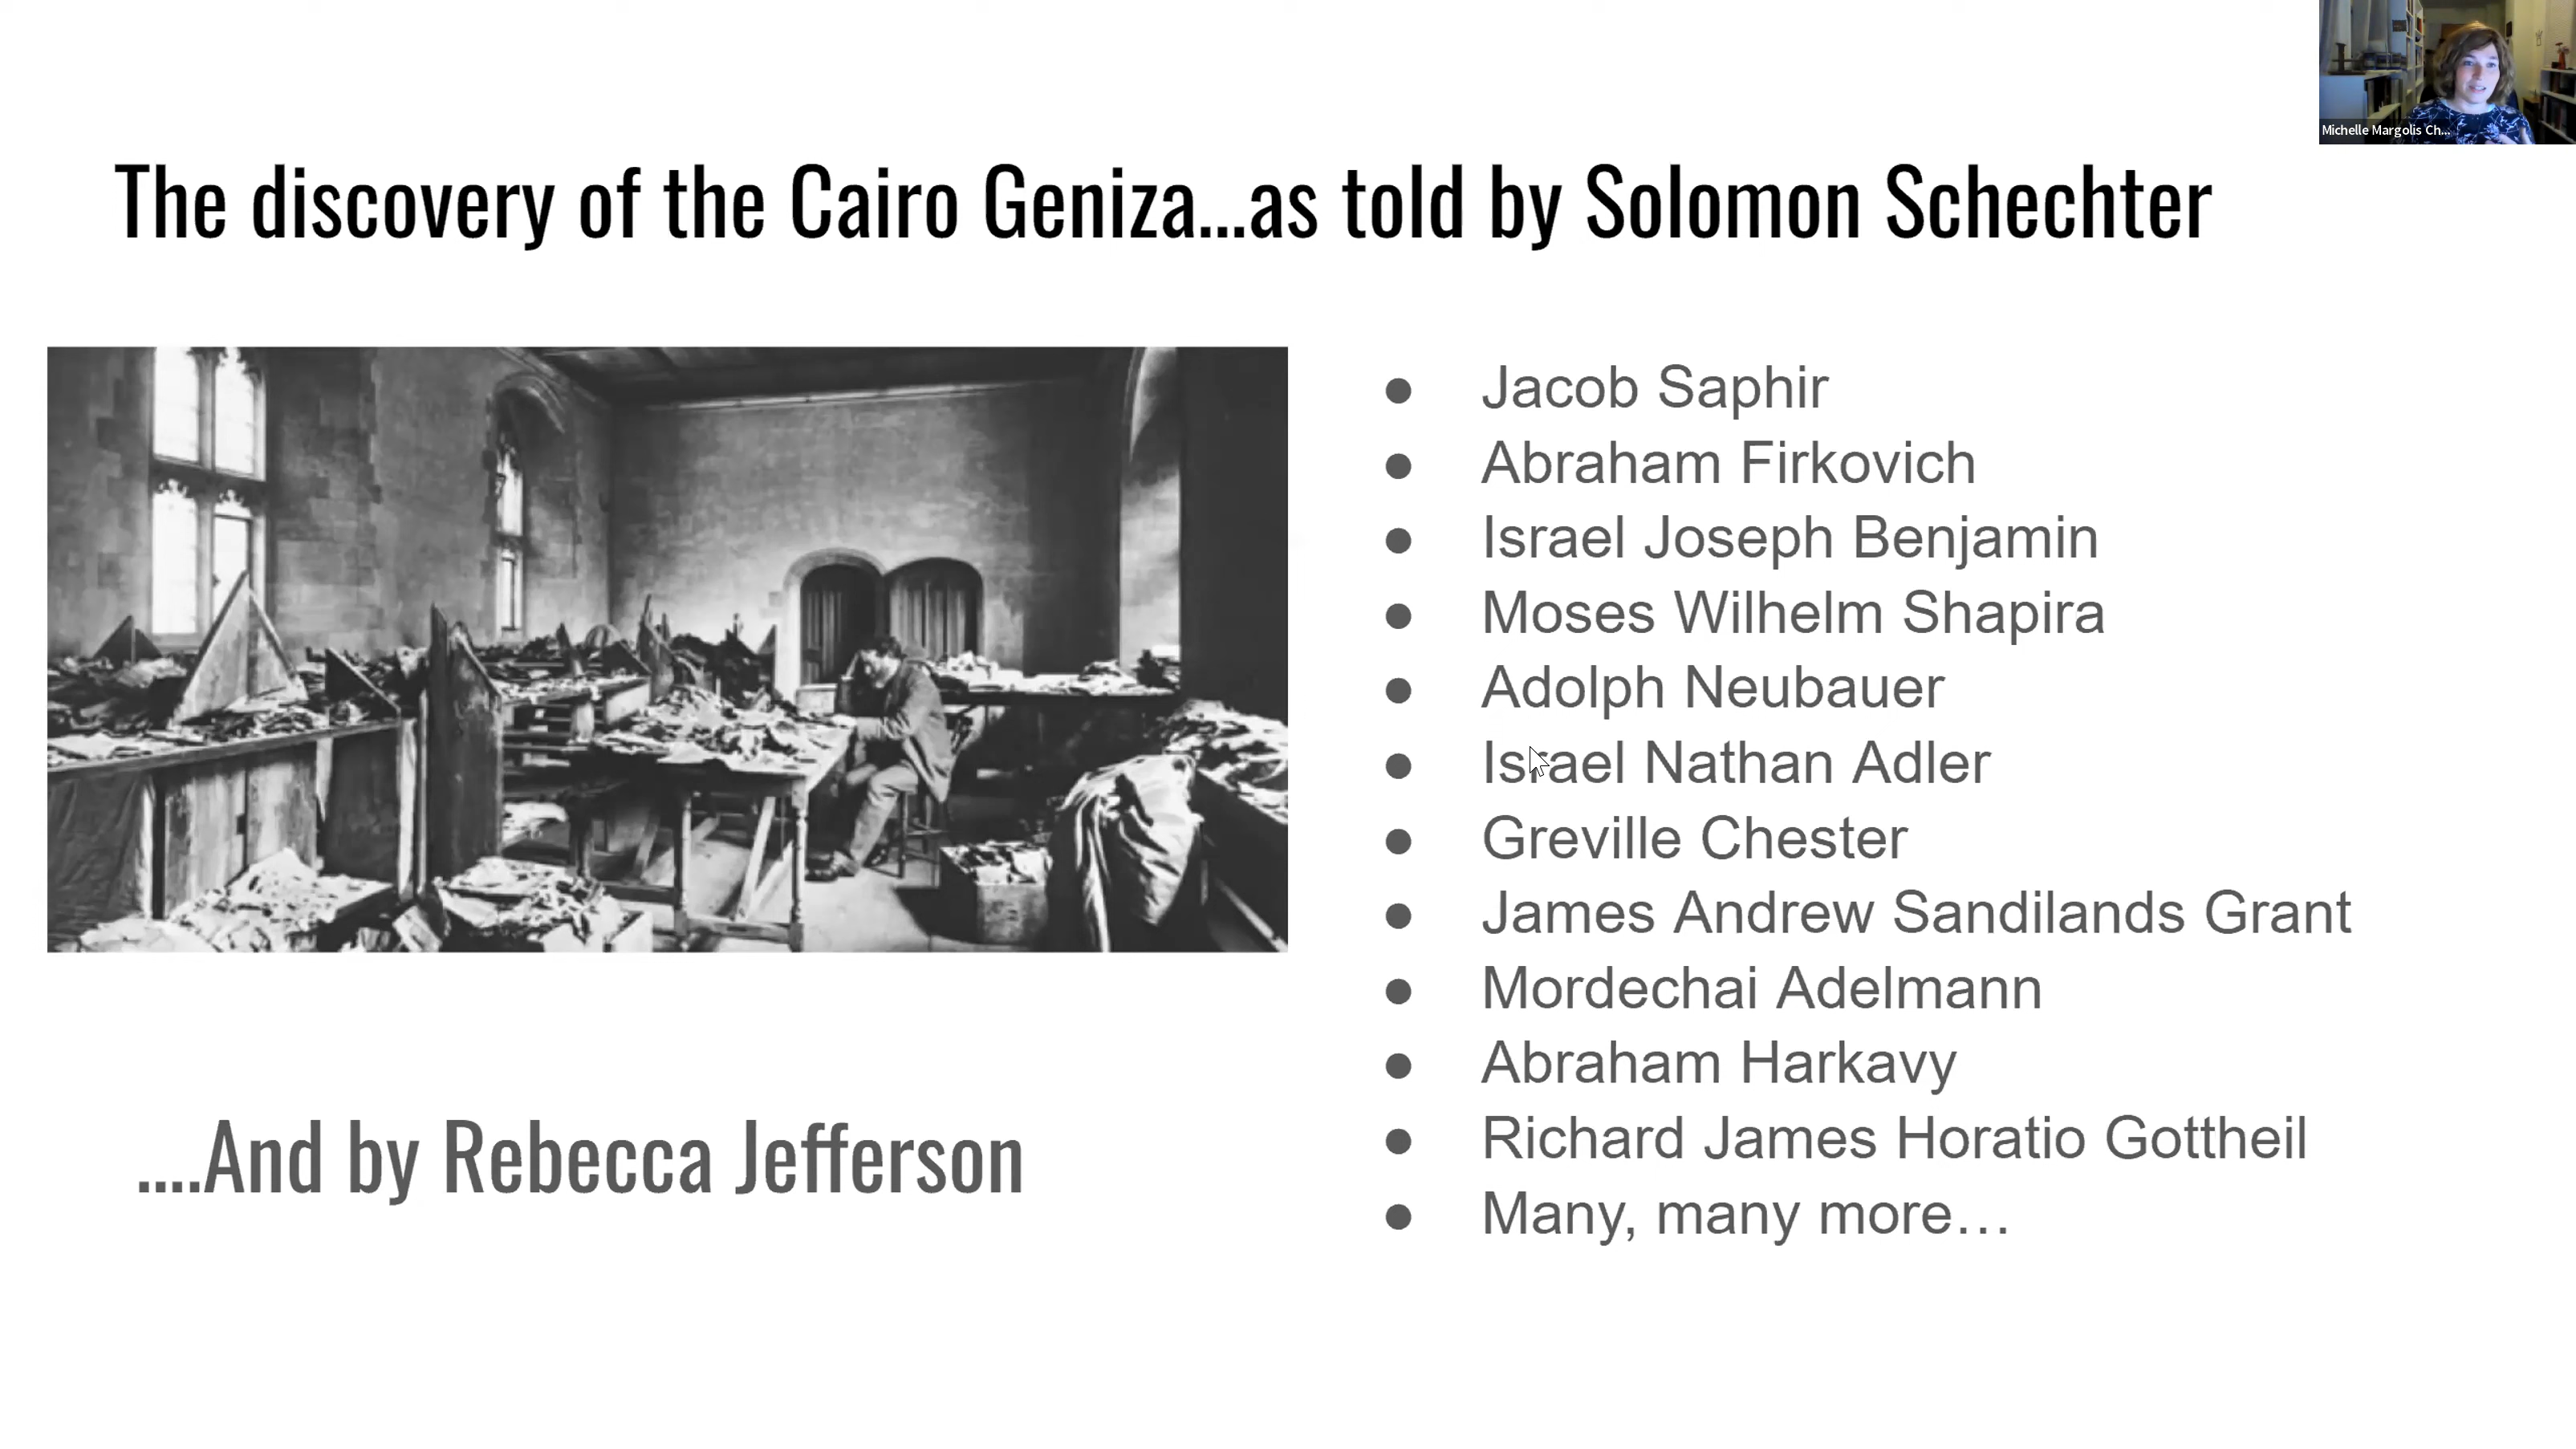 Michelle Margolis Ch...
The discovery of the Cairo Geniza...as told by Solomon Schechter
● Jacob Saphir
● Abraham Firkovich
● Israel Joseph Benjamin
● Moses Wilhelm Shapira
● Adolph Neubauer
● Israel Nathan Adler
● Greville Chester
● James Andrew Sandilands Grant
● Mordechai Adelmann
● Abraham Harkavy
● Richard James Horatio Gottheil
● Many, many more…
....And by Rebecca Jefferson